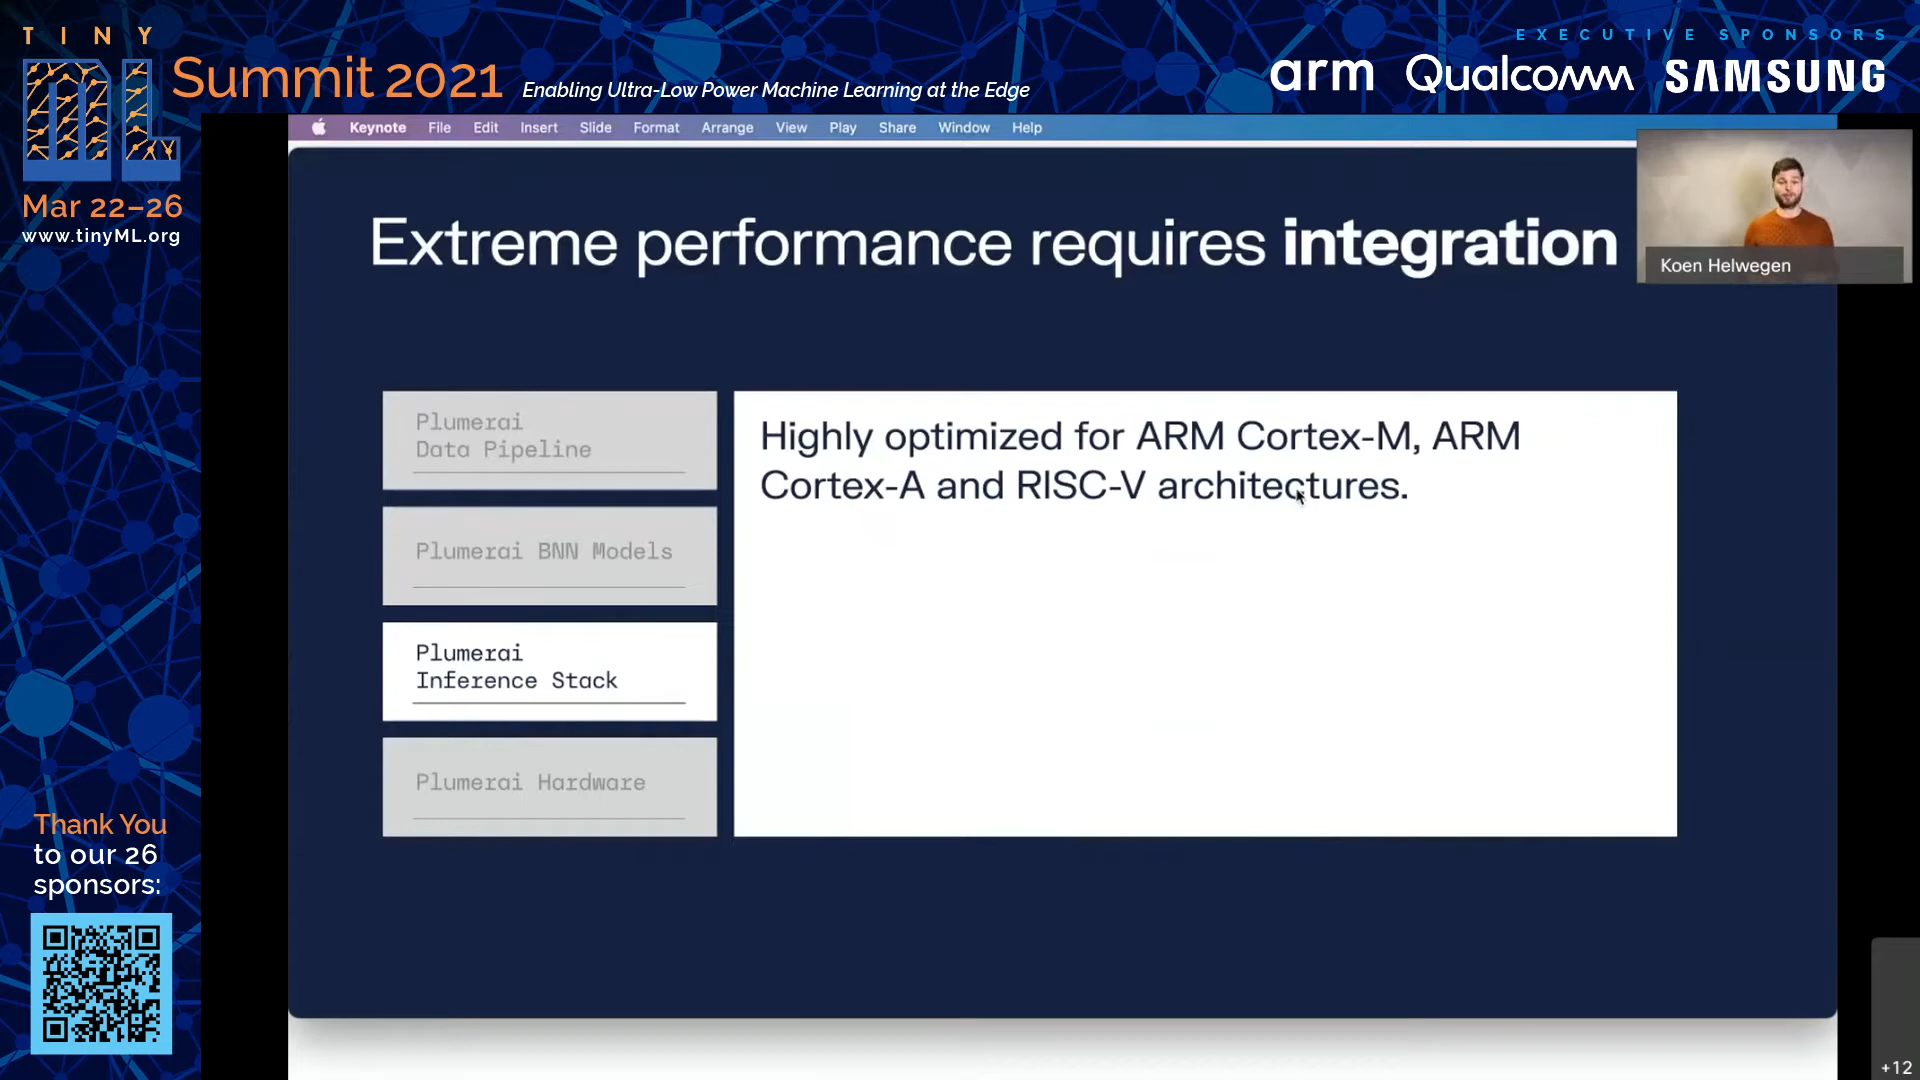 TINY
ML
Summit 2021
Enabling Ultra-Low Power Machine Learning at the Edge
EXECUTIVE SPONSORS
arm Qualcomm SAMSUNG
Mar 22–26
www.tinyML.org
Keynote File Edit Insert Slide Format Arrange View Play Share Window Help
Extreme performance requires integration
Koen Helwegen
Plumerai
Data Pipeline
Plumerai BNN Models
Plumerai
Inference Stack
Plumerai Hardware
Highly optimized for ARM Cortex-M, ARM
Cortex-A and RISC-V architectures.
Thank You
to our 26
sponsors:
+12